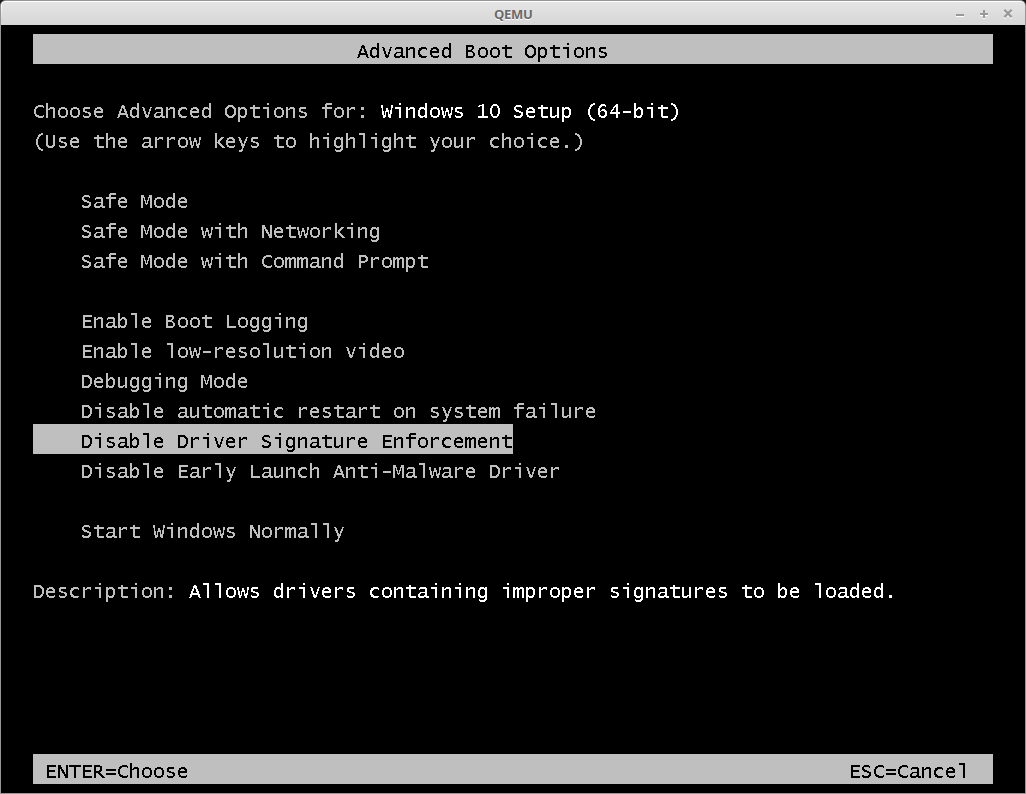 QEMU
Advanced Boot Options
Choose Advanced Options for: Windows 10 Setup (64-bit)
(Use the arrow keys to highlight your choice.)
Safe Mode
Safe Mode with Networking
Safe Mode with Command Prompt
Enable Boot Logging
Enable low-resolution video
Debugging Mode
Disable automatic restart on system failure
Disable Driver Signature Enforcement
Disable Early Launch Anti-Malware Driver
Start Windows Normally
Description: Allows drivers containing improper signatures to be loaded.
ENTER=Choose ESC=Cancel